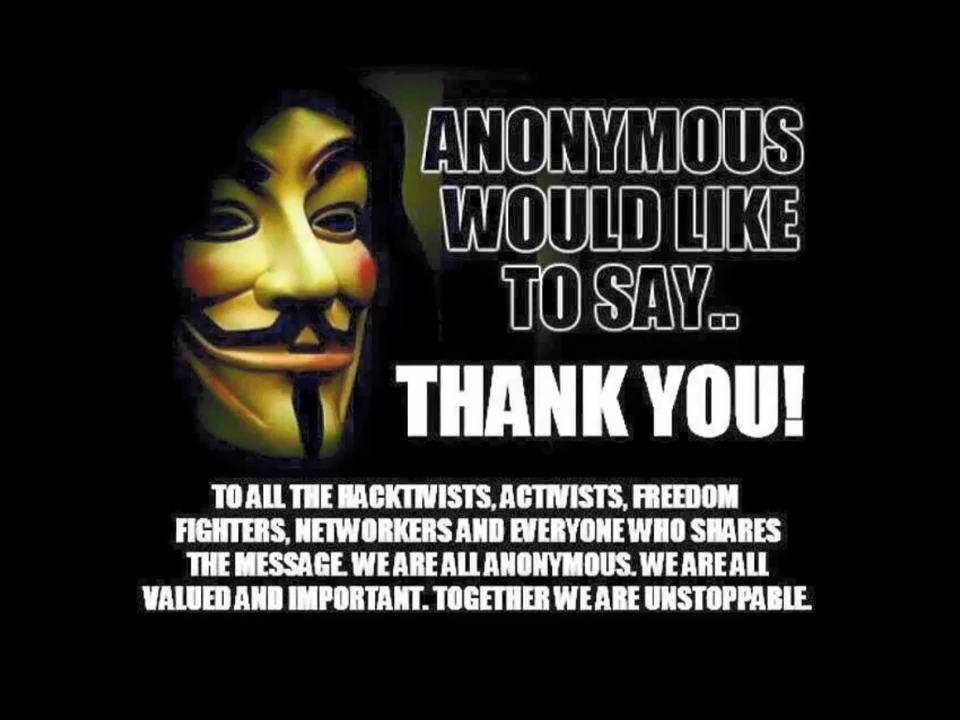 ANONYMOUS
WOULD LIKE
TO SAY..
THANK YOU!
TO ALL THE HACKTIVISTS, ACTIVISTS, FREEDOM
FIGHTERS, NETWORKERS AND EVERYONE WHO SHARES
THE MESSAGE. WE ARE ALL ANONYMOUS. WE ARE ALL
VALUED AND IMPORTANT. TOGETHER WE ARE UNSTOPPABLE.